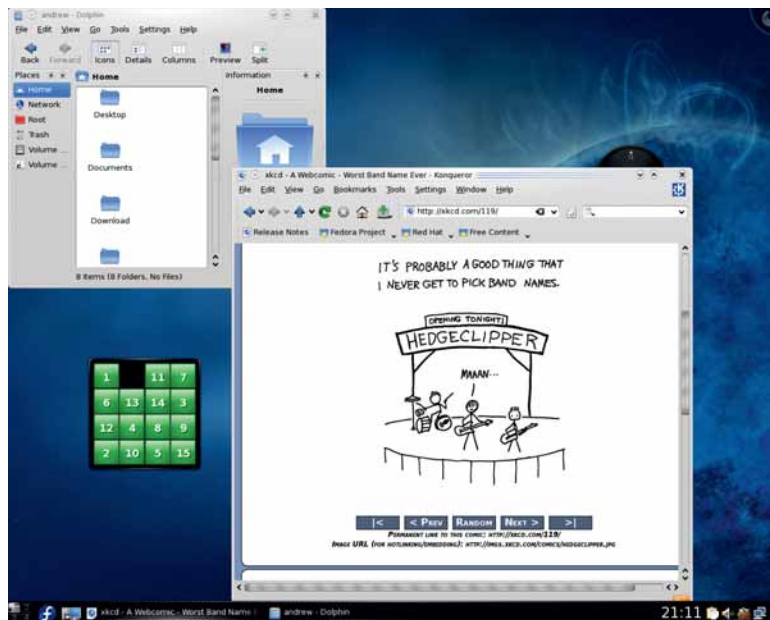 andrew - Dolphin
File Edit View Go Tools Settings Help
Back Forward Icons Details Columns Preview Split
Places
Home
Information
Home
Network
Root
Trash
Volume ...
Volume ...
Desktop
Documents
Download
Home
8 Items (8 Folders, No Files)
xkcd - A Webcomic - Worst Band Name Ever - Konqueror
File Edit View Go Bookmarks Tools Settings Window Help
http://xkcd.com/119/
Release Notes Fedora Project Red Hat Free Content
IT'S PROBABLY A GOOD THING THAT
I NEVER GET TO PICK BAND NAMES.
OPENING TONIGHT:
HEDGECLIPPER
MAAAN...
|< < PREV RANDOM NEXT > >|
PERMANENT LINK TO THIS COMIC: HTTP://XKCD.COM/119/
IMAGE URL (FOR HOTLINKING/EMBEDDING): HTTP://IMGS.XKCD.COM/COMICS/HEDGECLIPPER.JPG
1 11 7
6 13 14 3
12 4 8 9
2 10 5 15
xkcd - A Webcomic - Worst Band Name
andrew - Dolphin
21:11